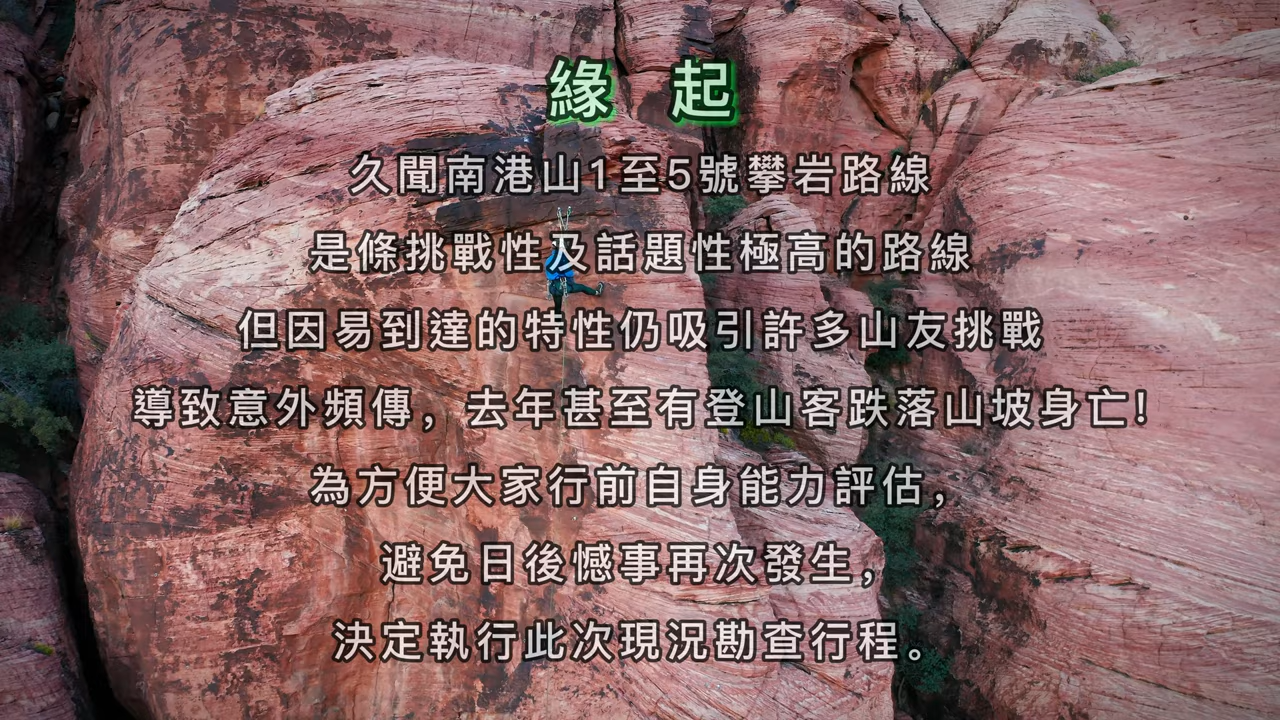 緣 起
久聞南港山1至5號攀岩路線
是條挑戰性及話題性極高的路線
但因易到達的特性仍吸引許多山友挑戰
導致意外頻傳，去年甚至有登山客跌落山坡身亡!
為方便大家行前自身能力評估，
避免日後憾事再次發生，
決定執行此次現況勘查行程。